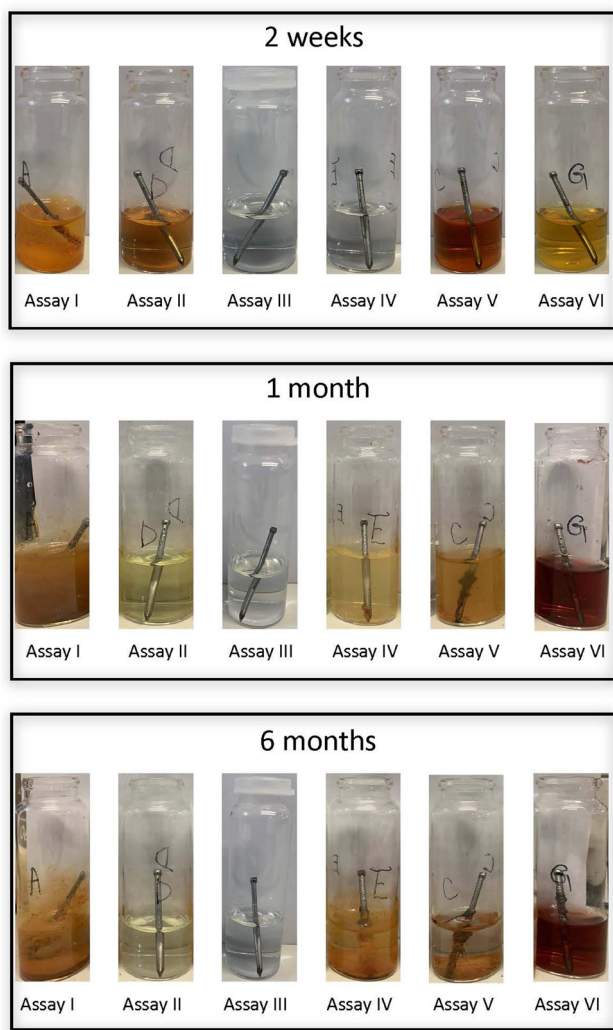 2 weeks
A D C G
Assay I Assay II Assay III Assay IV Assay V Assay VI
1 month
D E C G
Assay I Assay II Assay III Assay IV Assay V Assay VI
6 months
A D E C G
Assay I Assay II Assay III Assay IV Assay V Assay VI